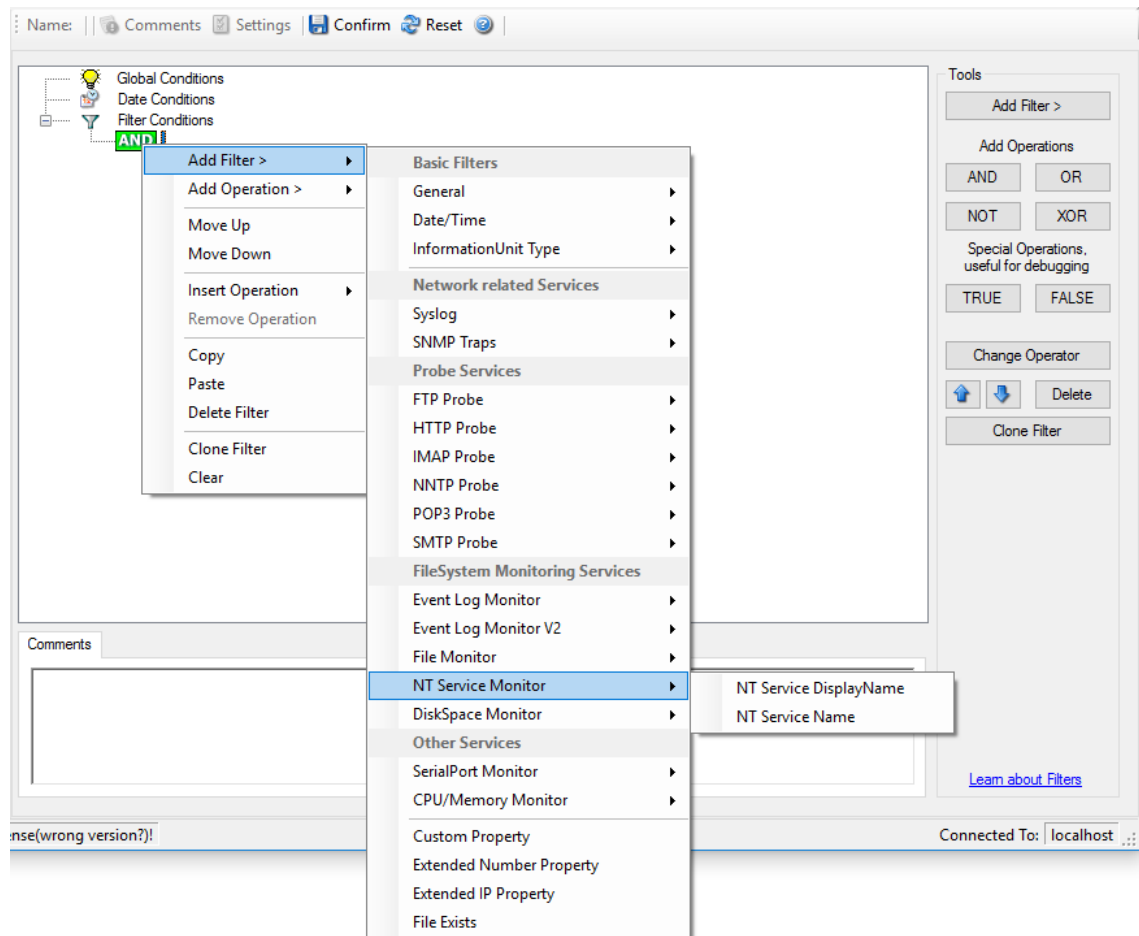 Name: Comments Settings Confirm Reset
Global Conditions
Date Conditions
Filter Conditions
AND
Add Filter >
Add Operation >
Move Up
Move Down
Insert Operation
Remove Operation
Copy
Paste
Delete Filter
Clone Filter
Clear
Basic Filters
General
Date/Time
InformationUnit Type
Network related Services
Syslog
SNMP Traps
Probe Services
FTP Probe
HTTP Probe
IMAP Probe
NNTP Probe
POP3 Probe
SMTP Probe
FileSystem Monitoring Services
Event Log Monitor
Event Log Monitor V2
File Monitor
NT Service Monitor
DiskSpace Monitor
Other Services
SerialPort Monitor
CPU/Memory Monitor
Custom Property
Extended Number Property
Extended IP Property
File Exists
NT Service DisplayName
NT Service Name
Tools
Add Filter >
Add Operations
AND OR
NOT XOR
Special Operations,
useful for debugging
TRUE FALSE
Change Operator
Delete
Clone Filter
Learn about Filters
Comments
ense(wrong version?)!
Connected To: localhost